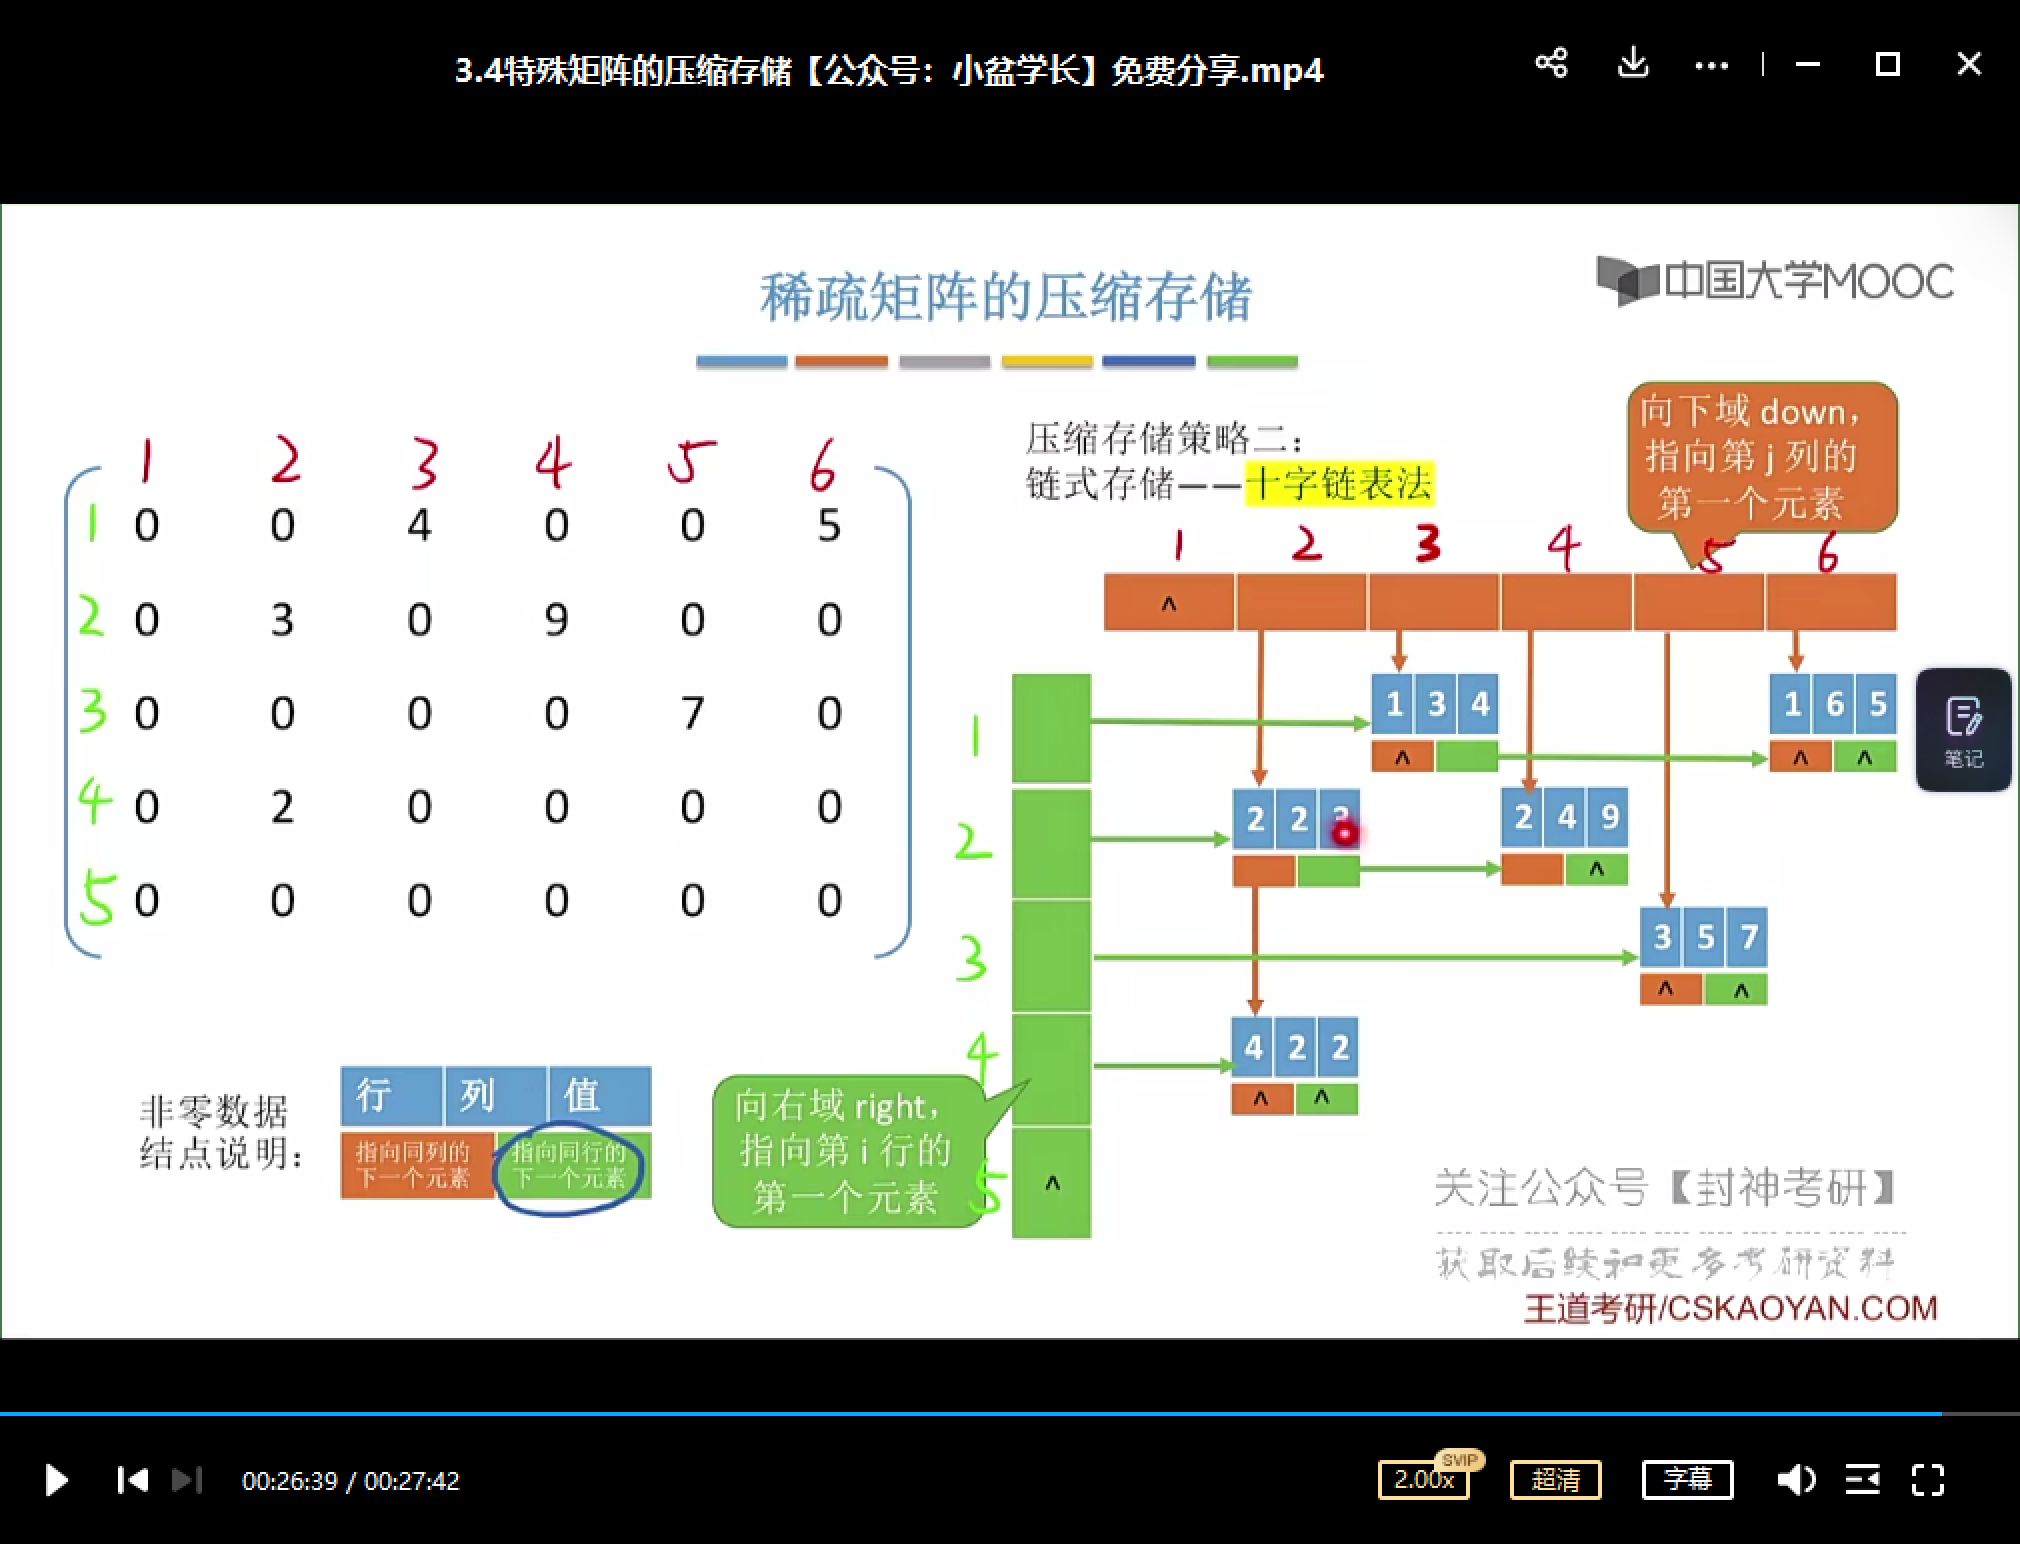 3.4特殊矩阵的压缩存储【公众号：小盆学长】免费分享.mp4
稀疏矩阵的压缩存储
中国大学MOOC
压缩存储策略二：
链式存储——十字链表法
向下域 down，
指向第 j 列的
第一个元素
1 2 3 4 5 6
1 0 0 4 0 0 5
2 0 3 0 9 0 0
3 0 0 0 0 7 0
4 0 2 0 0 0 0
5 0 0 0 0 0 0
1 2 3 4 5 6
^
1
1 3 4
1 6 5
^
^ ^
2
2 2 3
2 4 9
^
3
3 5 7
^ ^
4
4 2 2
^ ^
5
^
非零数据
结点说明：
行 列 值
指向同列的
下一个元素
指向同行的
下一个元素
向右域 right，
指向第 i 行的
第一个元素
笔记
关注公众号【封神考研】
获取后续和更多考研资料
王道考研/CSKAOYAN.COM
00:26:39 / 00:27:42
SVIP
2.00x
超清
字幕